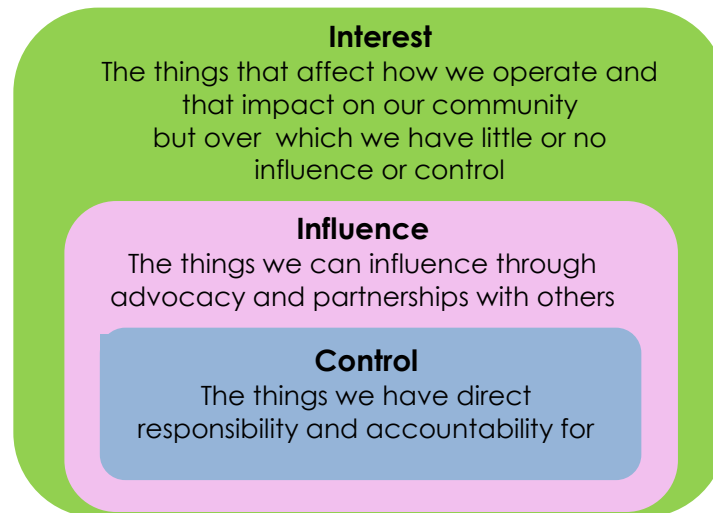 Interest
The things that affect how we operate and
that impact on our community
but over which we have little or no
influence or control
Influence
The things we can influence through
advocacy and partnerships with others
Control
The things we have direct
responsibility and accountability for